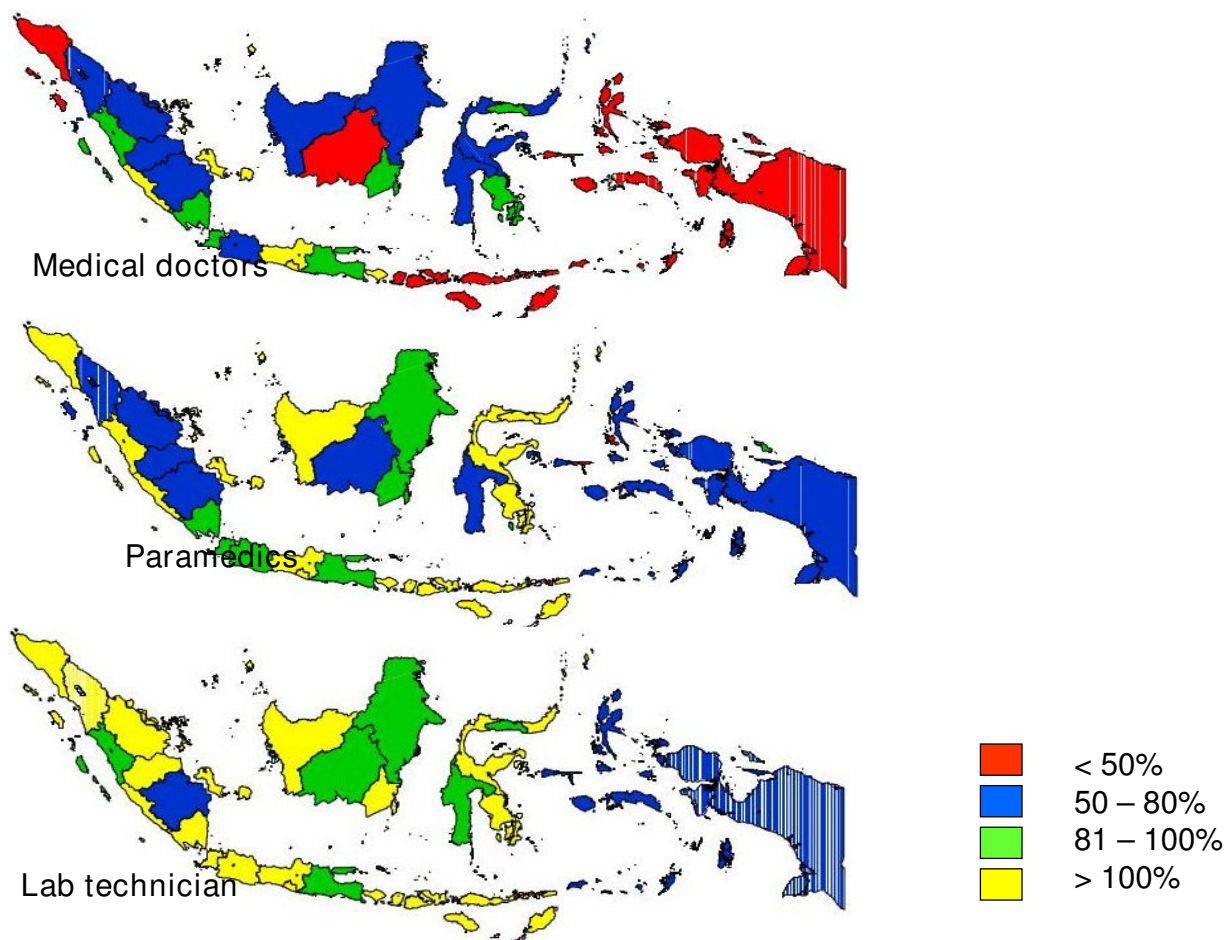 Medical doctors
Paramedics
Lab technician
< 50%
50 – 80%
81 – 100%
> 100%